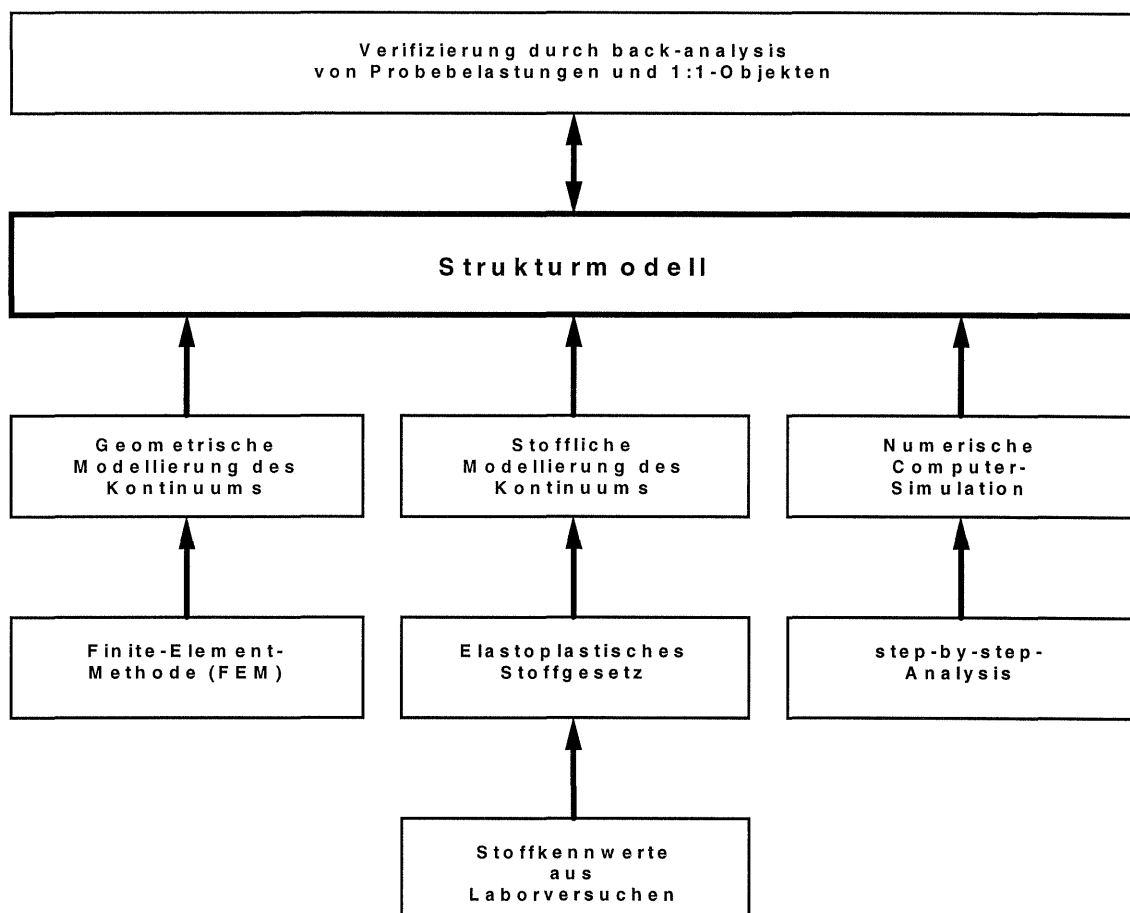 Verifizierung durch back-analysis
von Probebelastungen und 1:1-Objekten
Strukturmodell
Geometrische
Modellierung des
Kontinuums
Stoffliche
Modellierung des
Kontinuums
Numerische
Computer-
Simulation
Finite-Element-
Methode (FEM)
Elastoplastisches
Stoffgesetz
step-by-step-
Analysis
Stoffkennwerte
aus
Laborversuchen